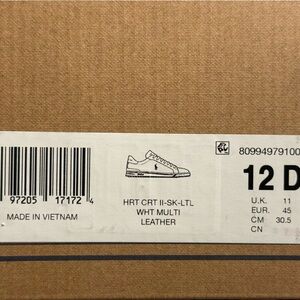 97205 17172 4
MADE IN VIETNAM
HRT CRT II-SK-LTL
WHT MULTI
LEATHER
80994979100
12 D
U.K. 11
EUR. 45
CM 30.5
CN